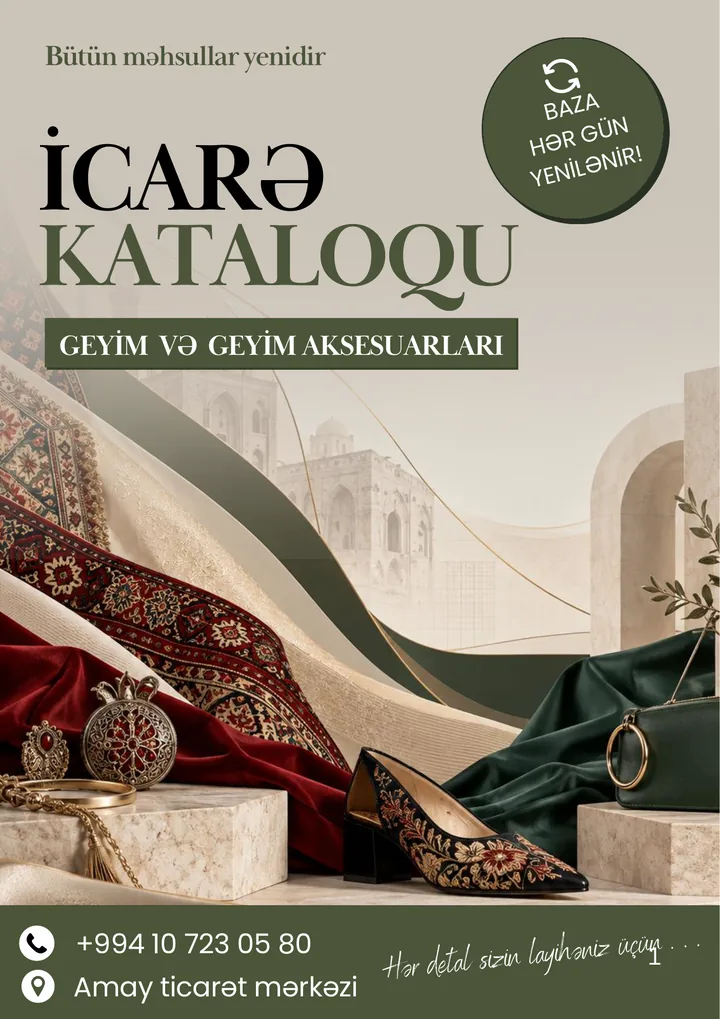 Bütün məhsullar yenidir
BAZA
HƏR GÜN
YENİLƏNİR!
İCARƏ
KATALOQU
GEYİM VƏ GEYİM AKSESUARLARI
+994 10 723 05 80
Amay ticarət mərkəzi
Hər detal sizin layihəniz üçün . . .
1